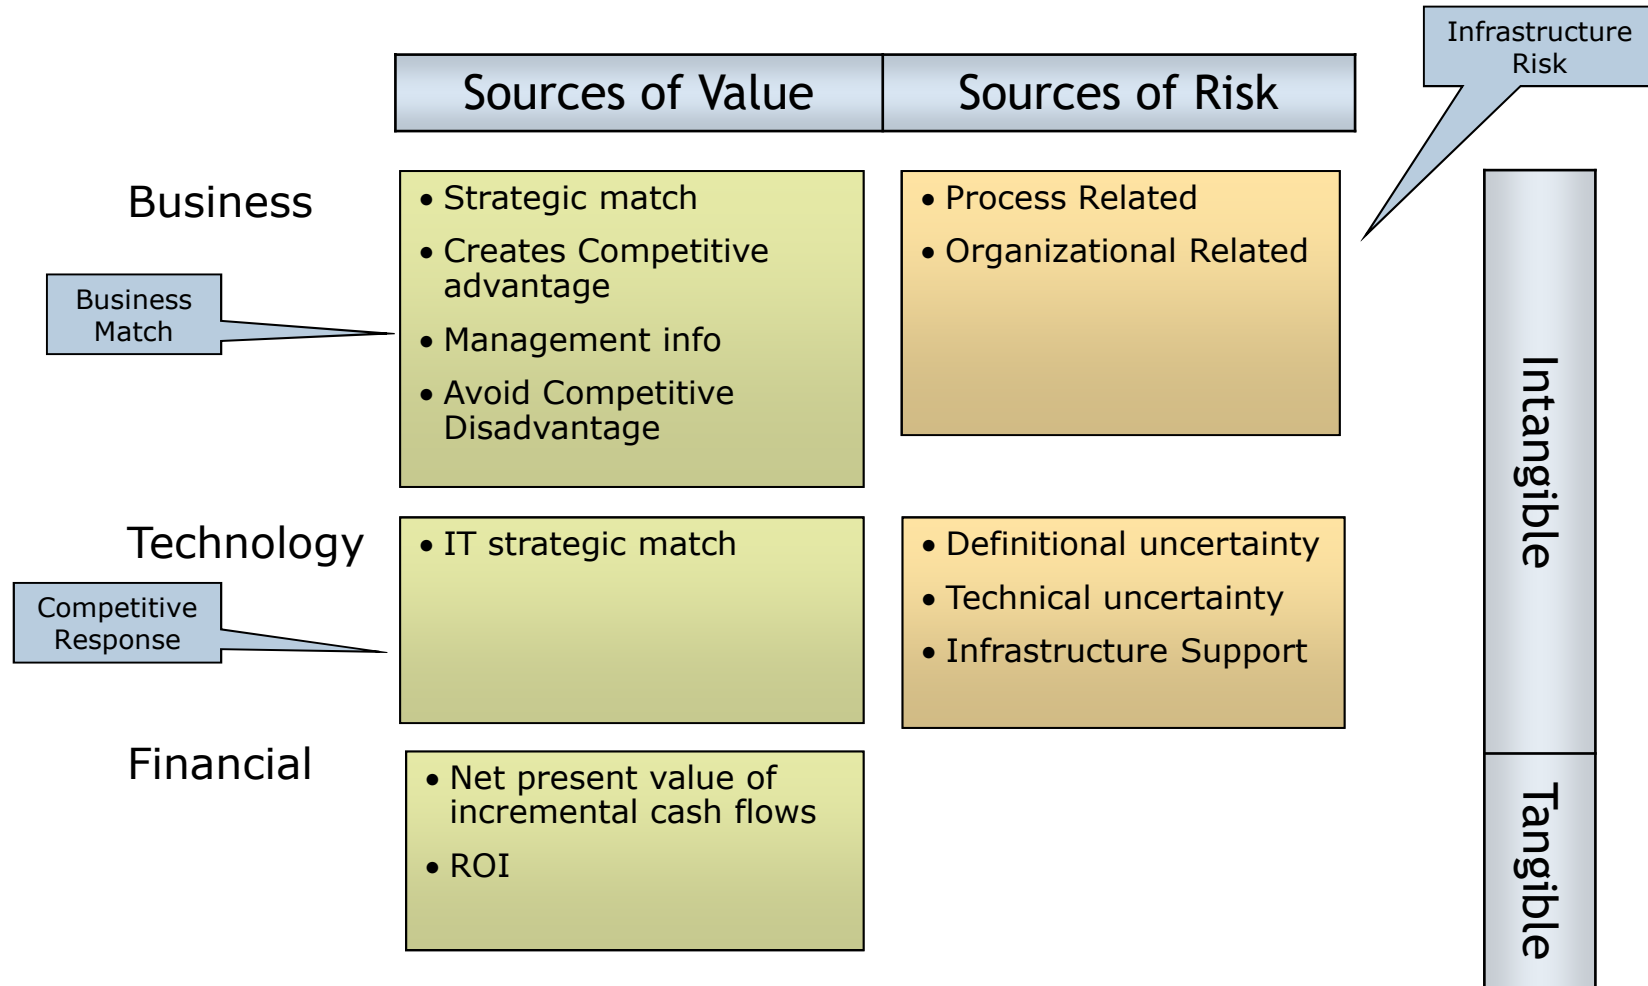 Infrastructure
Risk
Sources of Value
Sources of Risk
Business
• Strategic match
• Creates Competitive
advantage
• Management info
• Avoid Competitive
Disadvantage
• Process Related
• Organizational Related
Business
Match
Technology
• IT strategic match
• Definitional uncertainty
• Technical uncertainty
• Infrastructure Support
Competitive
Response
Financial
• Net present value of
incremental cash flows
• ROI
Intangible
Tangible